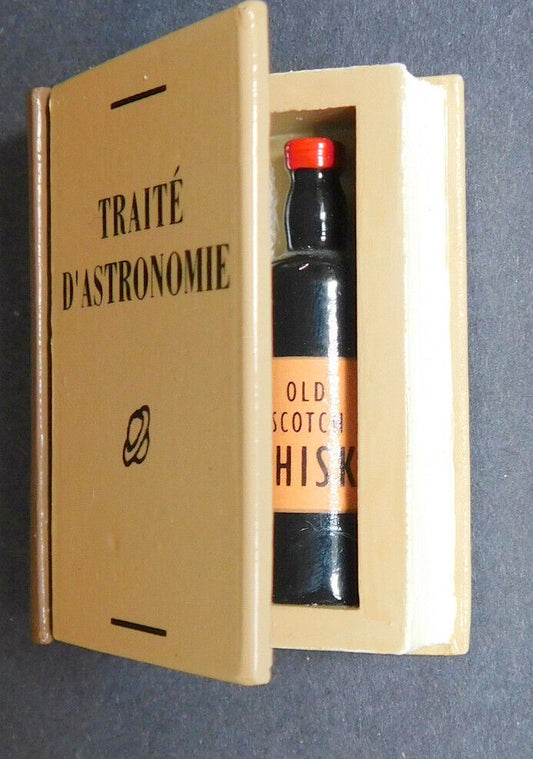 TRAITÉ
D'ASTRONOMIE
OLD
SCOTCH
HISK